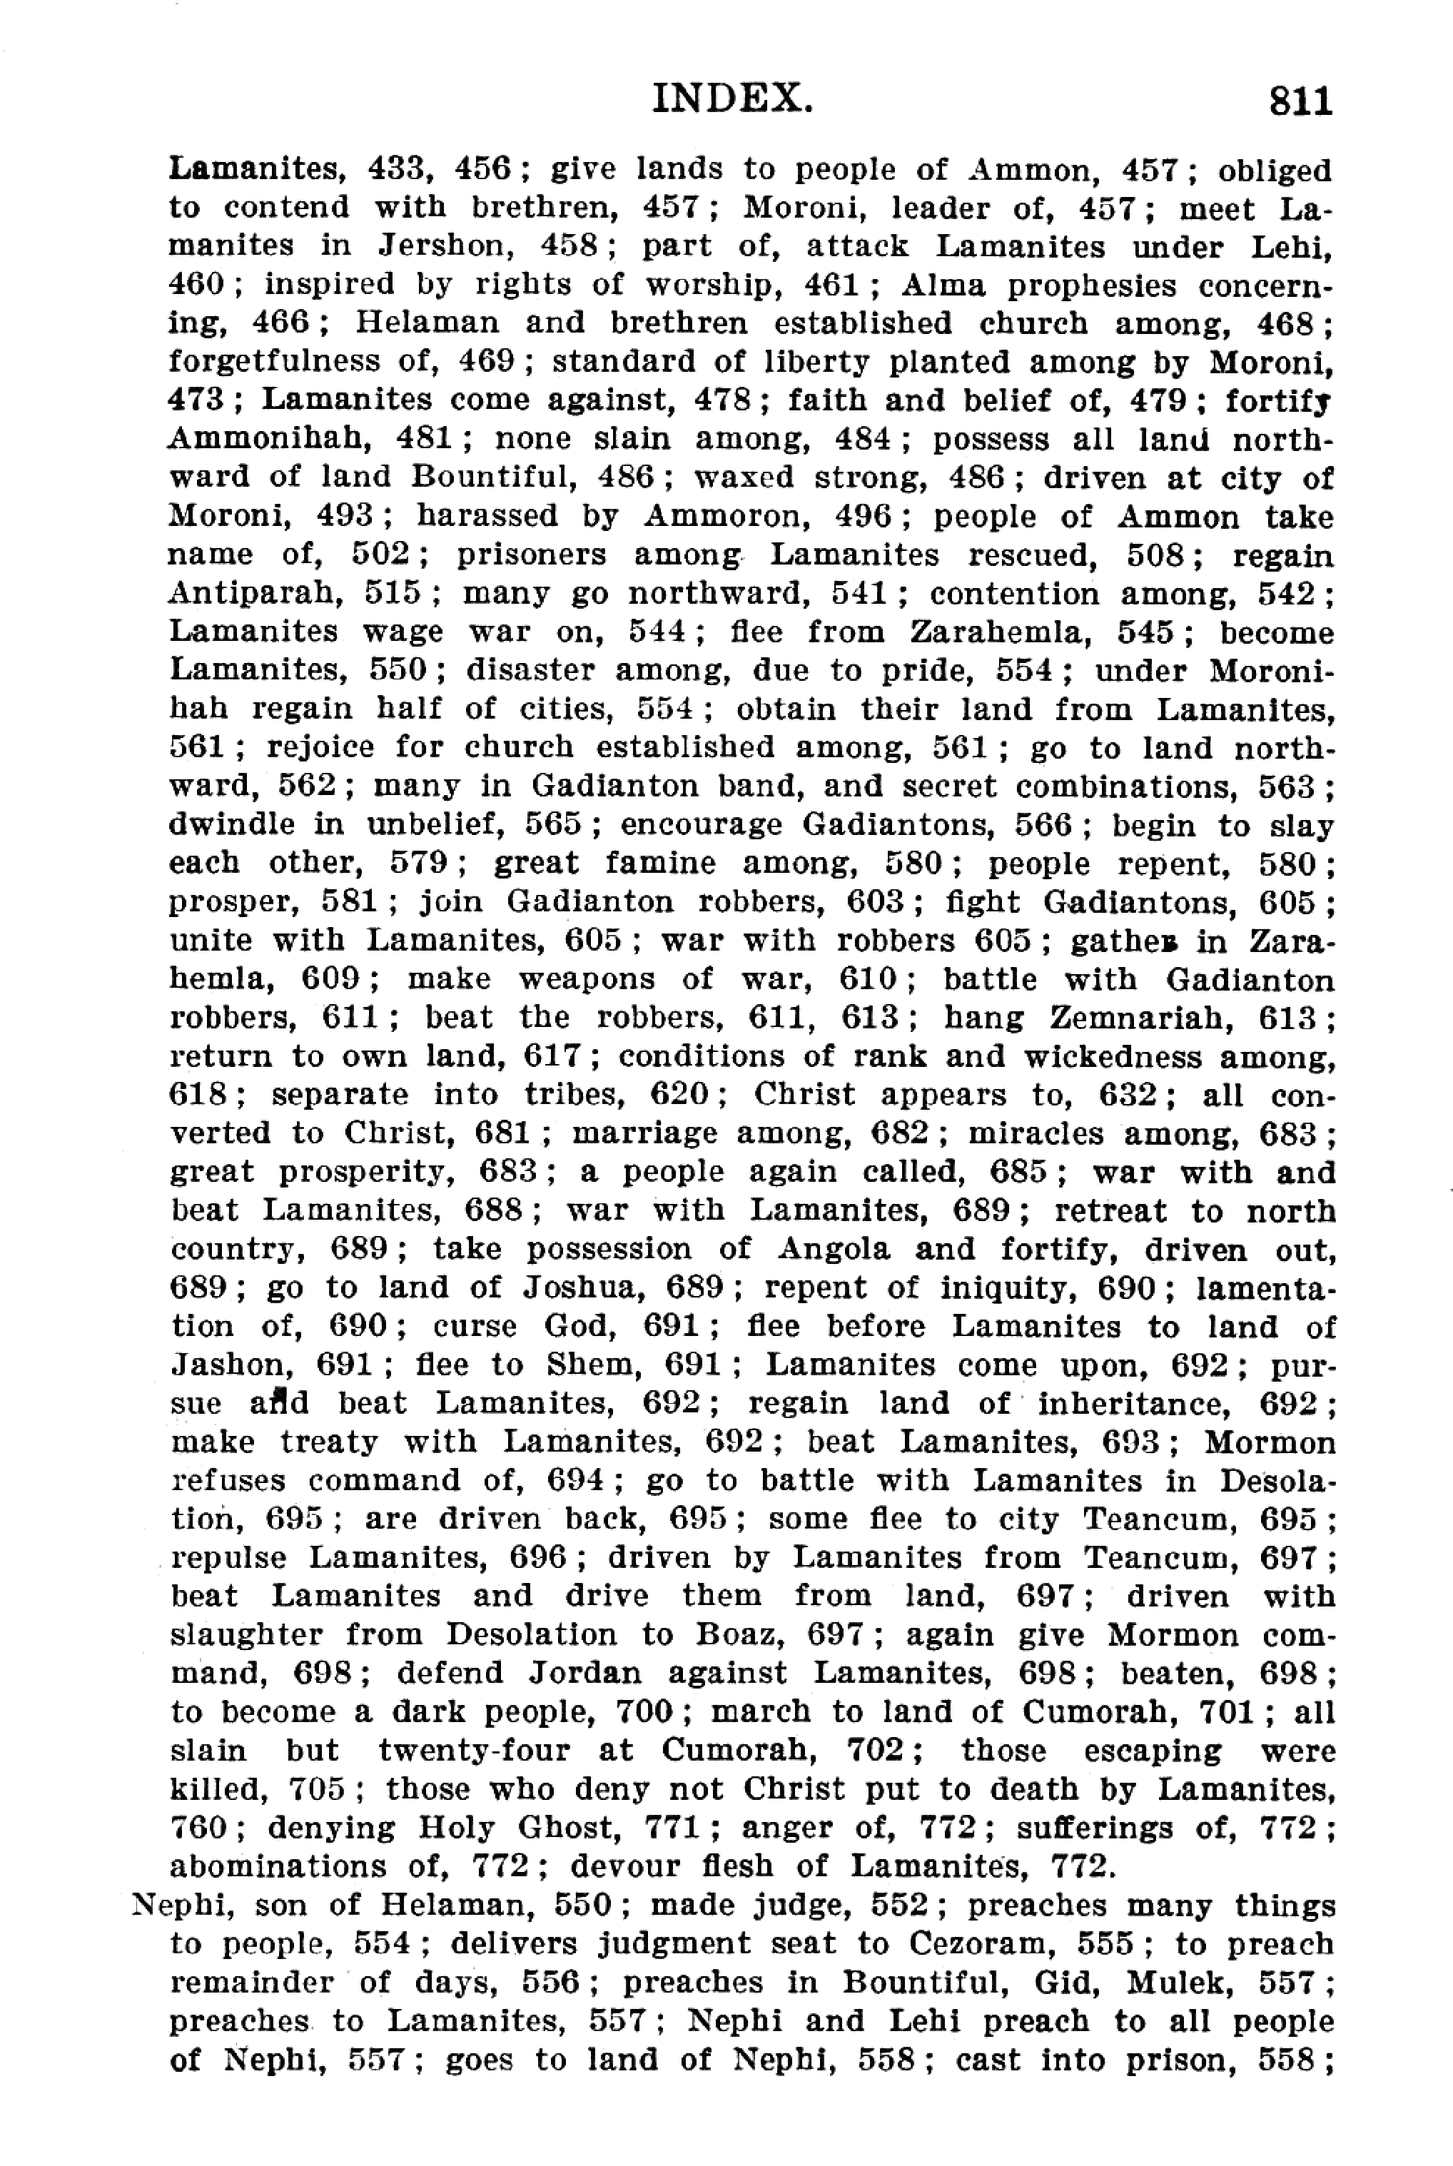 INDEX. 811
Lamanites, 433, 456; give lands to people of Ammon, 457; obliged
to contend with brethren, 457; Moroni, leader of, 457; meet La-
manites in Jershon, 458; part of, attack Lamanites under Lehi,
460; inspired by rights of worship, 461; Alma prophesies concern-
ing, 466; Helaman and brethren established church among, 468;
forgetfulness of, 469; standard of liberty planted among by Moroni,
473; Lamanites come against, 478; faith and belief of, 479; fortify
Ammonihah, 481; none slain among, 484; possess all land north-
ward of land Bountiful, 486; waxed strong, 486; driven at city of
Moroni, 493; harassed by Ammoron, 496; people of Ammon take
name of, 502; prisoners among Lamanites rescued, 508; regain
Antiparah, 515; many go northward, 541; contention among, 542;
Lamanites wage war on, 544; flee from Zarahemla, 545; become
Lamanites, 550; disaster among, due to pride, 554; under Moroni-
hah regain half of cities, 554; obtain their land from Lamanites,
561; rejoice for church established among, 561; go to land north-
ward, 562; many in Gadianton band, and secret combinations, 563;
dwindle in unbelief, 565; encourage Gadiantons, 566; begin to slay
each other, 579; great famine among, 580; people repent, 580;
prosper, 581; join Gadianton robbers, 603; fight Gadiantons, 605;
unite with Lamanites, 605; war with robbers 605; gather in Zara-
hemla, 609; make weapons of war, 610; battle with Gadianton
robbers, 611; beat the robbers, 611, 613; hang Zemnariah, 613;
return to own land, 617; conditions of rank and wickedness among,
618; separate into tribes, 620; Christ appears to, 632; all con-
verted to Christ, 681; marriage among, 682; miracles among, 683;
great prosperity, 683; a people again called, 685; war with and
beat Lamanites, 688; war with Lamanites, 689; retreat to north
country, 689; take possession of Angola and fortify, driven out,
689; go to land of Joshua, 689; repent of iniquity, 690; lamenta-
tion of, 690; curse God, 691; flee before Lamanites to land of
Jashon, 691; flee to Shem, 691; Lamanites come upon, 692; pur-
sue and beat Lamanites, 692; regain land of inheritance, 692;
make treaty with Lamanites, 692; beat Lamanites, 693; Mormon
refuses command of, 694; go to battle with Lamanites in Desola-
tion, 695; are driven back, 695; some flee to city Teancum, 695;
repulse Lamanites, 696; driven by Lamanites from Teancum, 697;
beat Lamanites and drive them from land, 697; driven with
slaughter from Desolation to Boaz, 697; again give Mormon com-
mand, 698; defend Jordan against Lamanites, 698; beaten, 698;
to become a dark people, 700; march to land of Cumorah, 701; all
slain but twenty-four at Cumorah, 702; those escaping were
killed, 705; those who deny not Christ put to death by Lamanites,
760; denying Holy Ghost, 771; anger of, 772; sufferings of, 772;
abominations of, 772; devour flesh of Lamanites, 772.
Nephi, son of Helaman, 550; made judge, 552; preaches many things
to people, 554; delivers judgment seat to Cezoram, 555; to preach
remainder of days, 556; preaches in Bountiful, Gid, Mulek, 557;
preaches to Lamanites, 557; Nephi and Lehi preach to all people
of Nephi, 557; goes to land of Nephi, 558; cast into prison, 558;